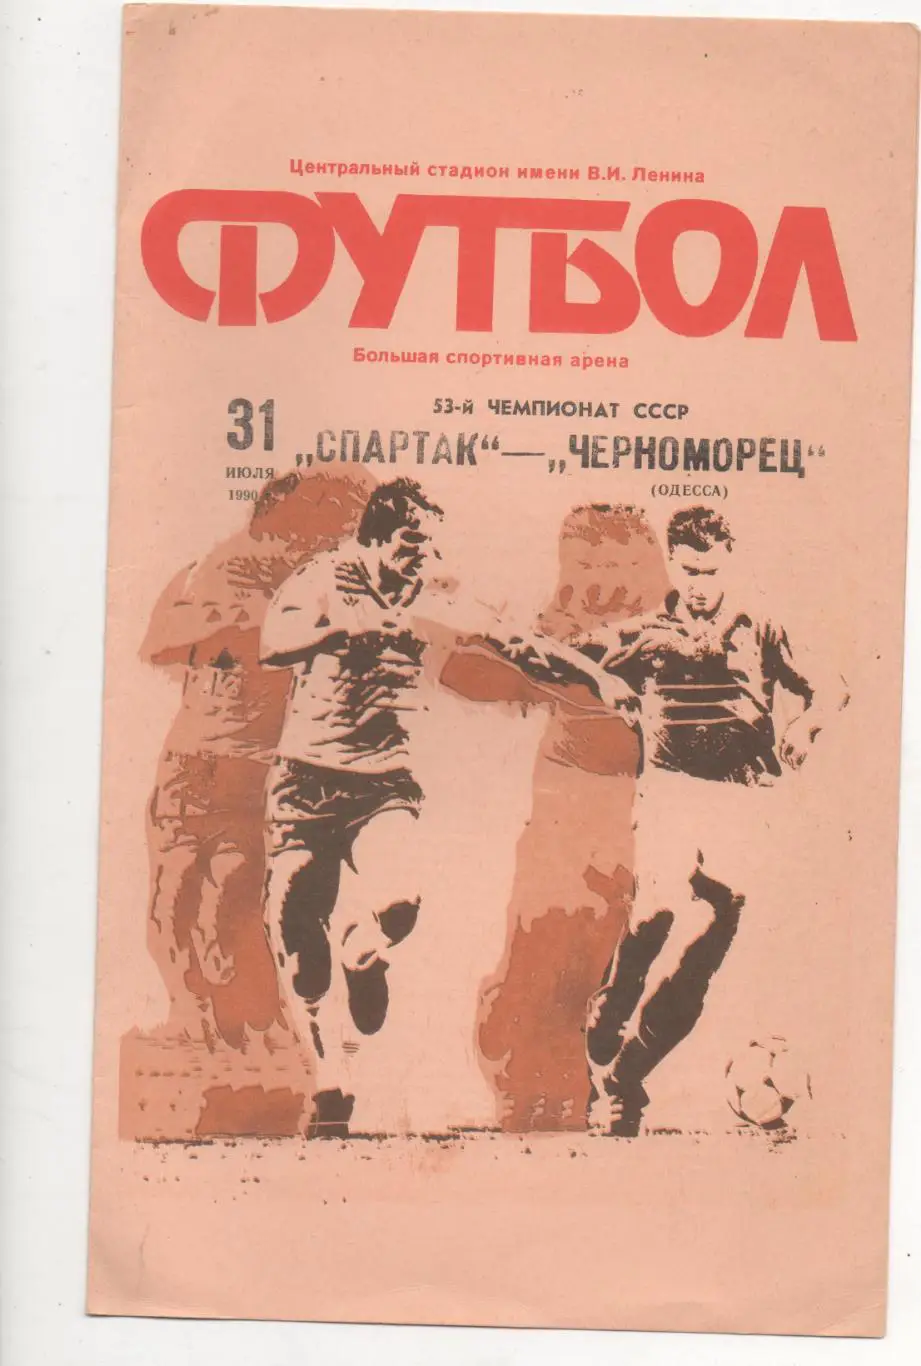 Центральный стадион имени В.И. Ленина
ФУТБОЛ
Большая спортивная арена
53-й ЧЕМПИОНАТ СССР
31 „СПАРТАК“—„ЧЕРНОМОРЕЦ“
ИЮЛЯ
1990 (ОДЕССА)